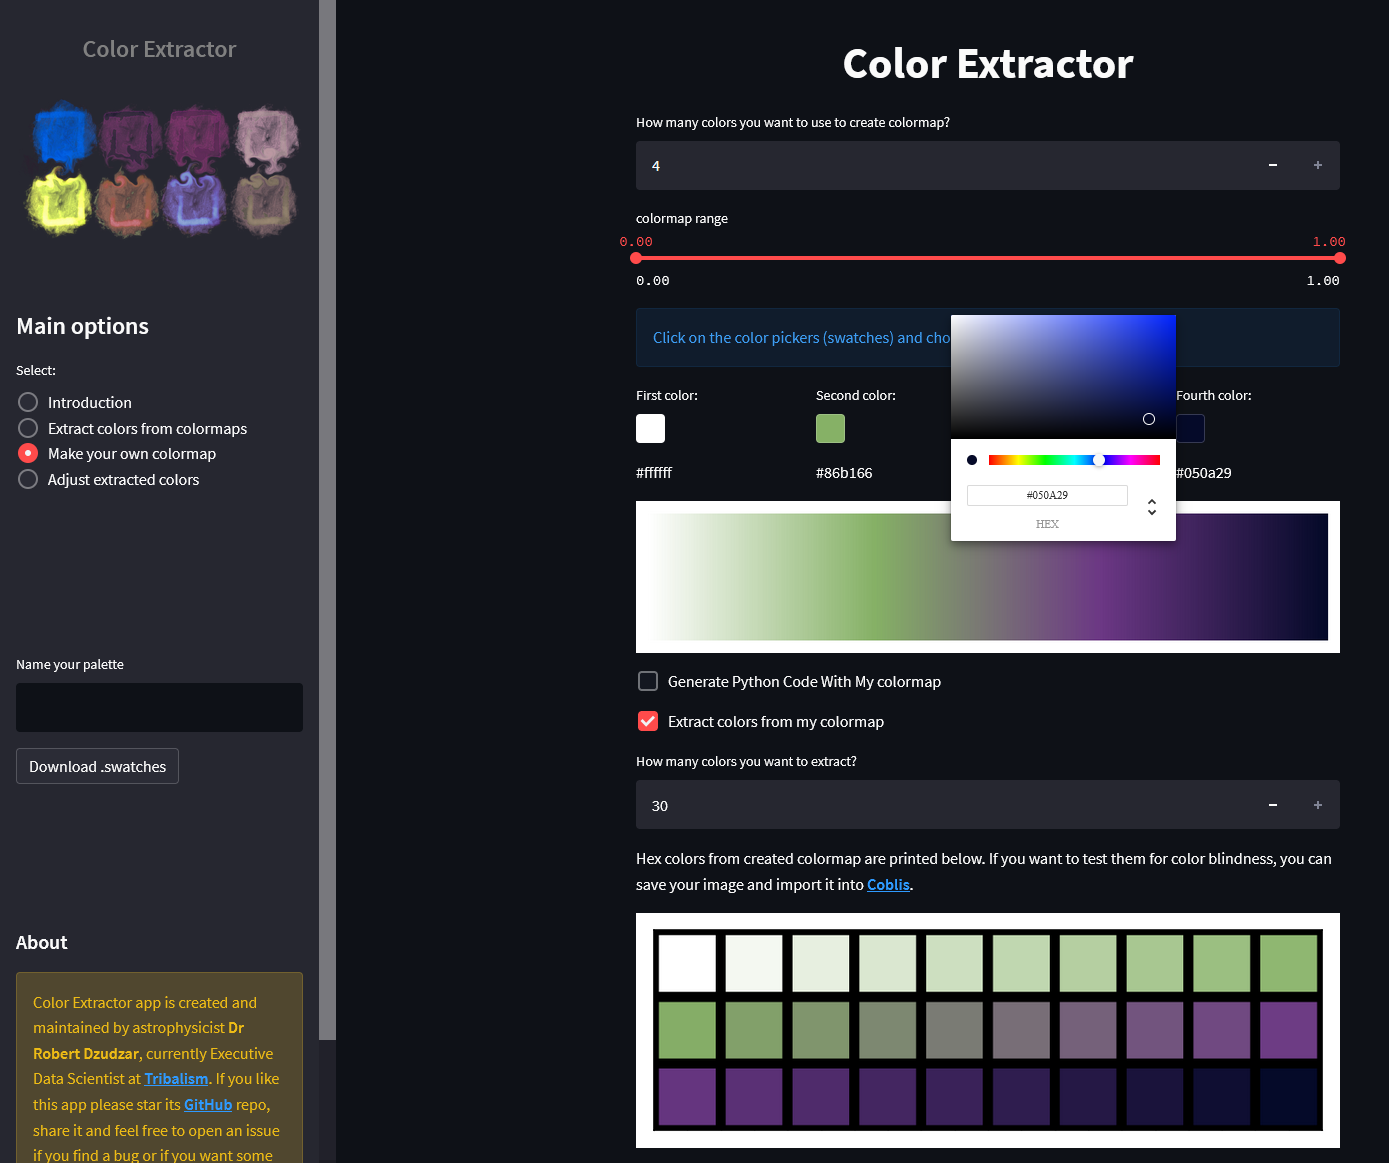 Color Extractor
Main options
Select:
Introduction
Extract colors from colormaps
Make your own colormap
Adjust extracted colors
Name your palette
Download .swatches
About
Color Extractor app is created and
maintained by astrophysicist Dr
Robert Dzudzar, currently Executive
Data Scientist at Tribalism. If you like
this app please star its GitHub repo,
share it and feel free to open an issue
if you find a bug or if you want some
Color Extractor
How many colors you want to use to create colormap?
4
colormap range
0.00 1.00
0.00 1.00
Click on the color pickers (swatches) and cho
First color: Second color: Fourth color:
#ffffff #86b166 #050a29
#050A29
HEX
Generate Python Code With My colormap
Extract colors from my colormap
How many colors you want to extract?
30
Hex colors from created colormap are printed below. If you want to test them for color blindness, you can
save your image and import it into Coblis.